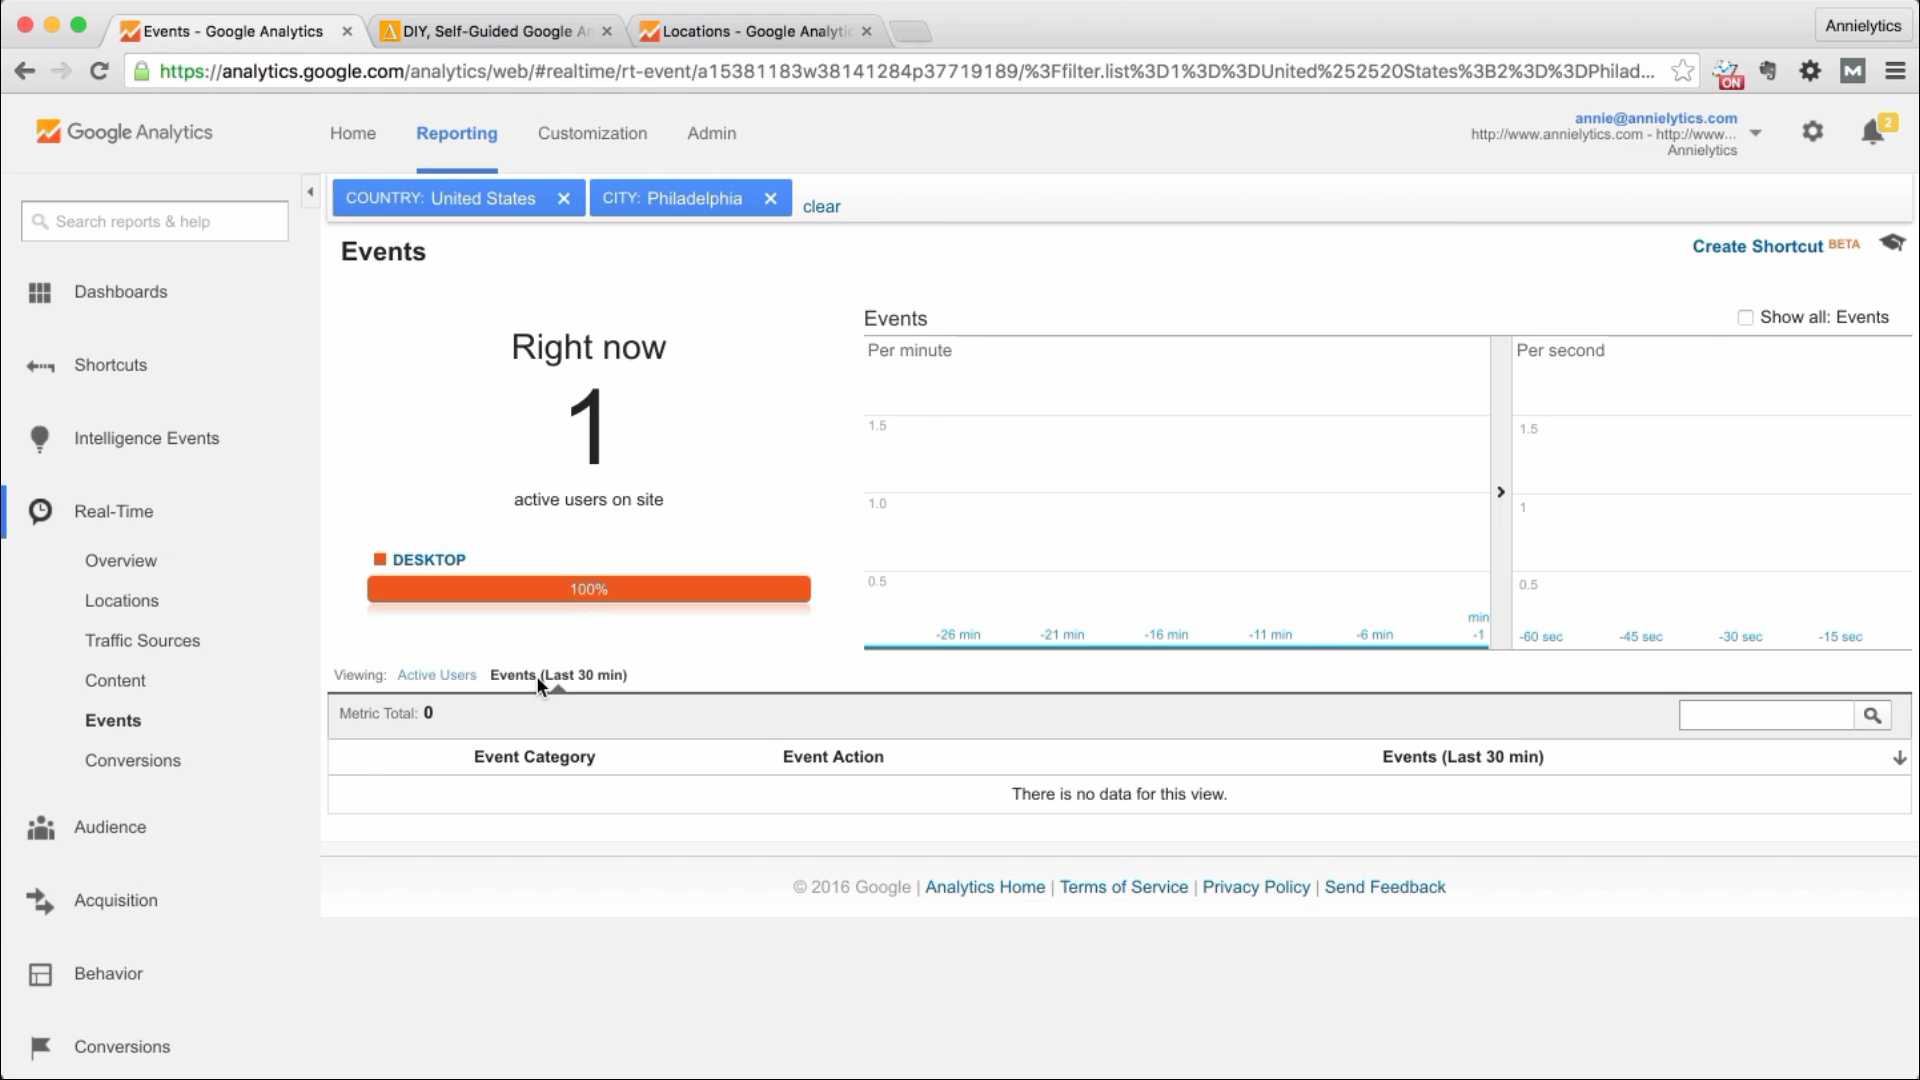 Events - Google Analytics
DIY, Self-Guided Google An
Locations - Google Analytic
Annielytics
https://analytics.google.com/analytics/web/#realtime/rt-event/a15381183w38141284p37719189/%3Ffilter.list%3D1%3D%3DUnited%252520States%3B2%3D%3DPhilad...
ON
M
Google Analytics
Home
Reporting
Customization
Admin
annie@annielytics.com
http://www.annielytics.com - http://www...
Annielytics
2
COUNTRY: United States
CITY: Philadelphia
clear
Search reports & help
Events
Create Shortcut BETA
Dashboards
Shortcuts
Intelligence Events
Real-Time
Overview
Locations
Traffic Sources
Content
Events
Conversions
Audience
Acquisition
Behavior
Conversions
Right now
1
active users on site
DESKTOP
100%
Events
Show all: Events
Per minute
1.5
1.0
0.5
-26 min
-21 min
-16 min
-11 min
-6 min
min
-1
Per second
1.5
1
0.5
-60 sec
-45 sec
-30 sec
-15 sec
Viewing: Active Users Events (Last 30 min)
Metric Total: 0
Event Category Event Action Events (Last 30 min)
There is no data for this view.
© 2016 Google | Analytics Home | Terms of Service | Privacy Policy | Send Feedback